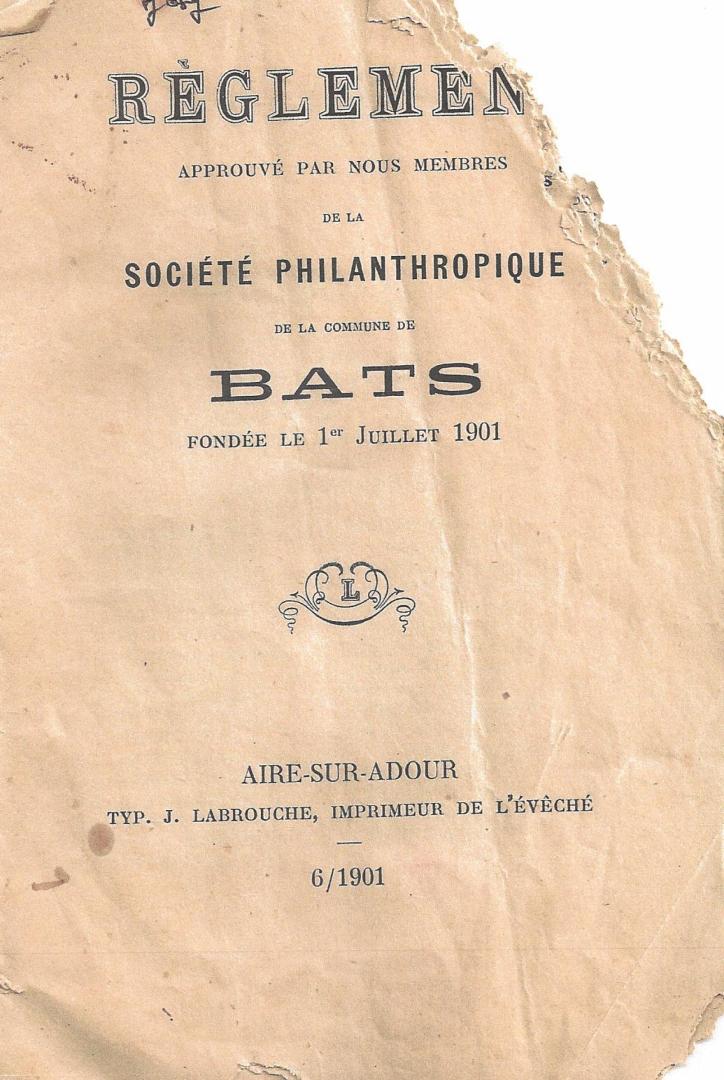 RÈGLEMEN
APPROUVÉ PAR NOUS MEMBRES
DE LA
SOCIÉTÉ PHILANTHROPIQUE
DE LA COMMUNE DE
BATS
FONDÉE LE 1er JUILLET 1901
L
AIRE-SUR-ADOUR
TYP. J. LABROUCHE, IMPRIMEUR DE L'ÉVÊCHÉ
6/1901